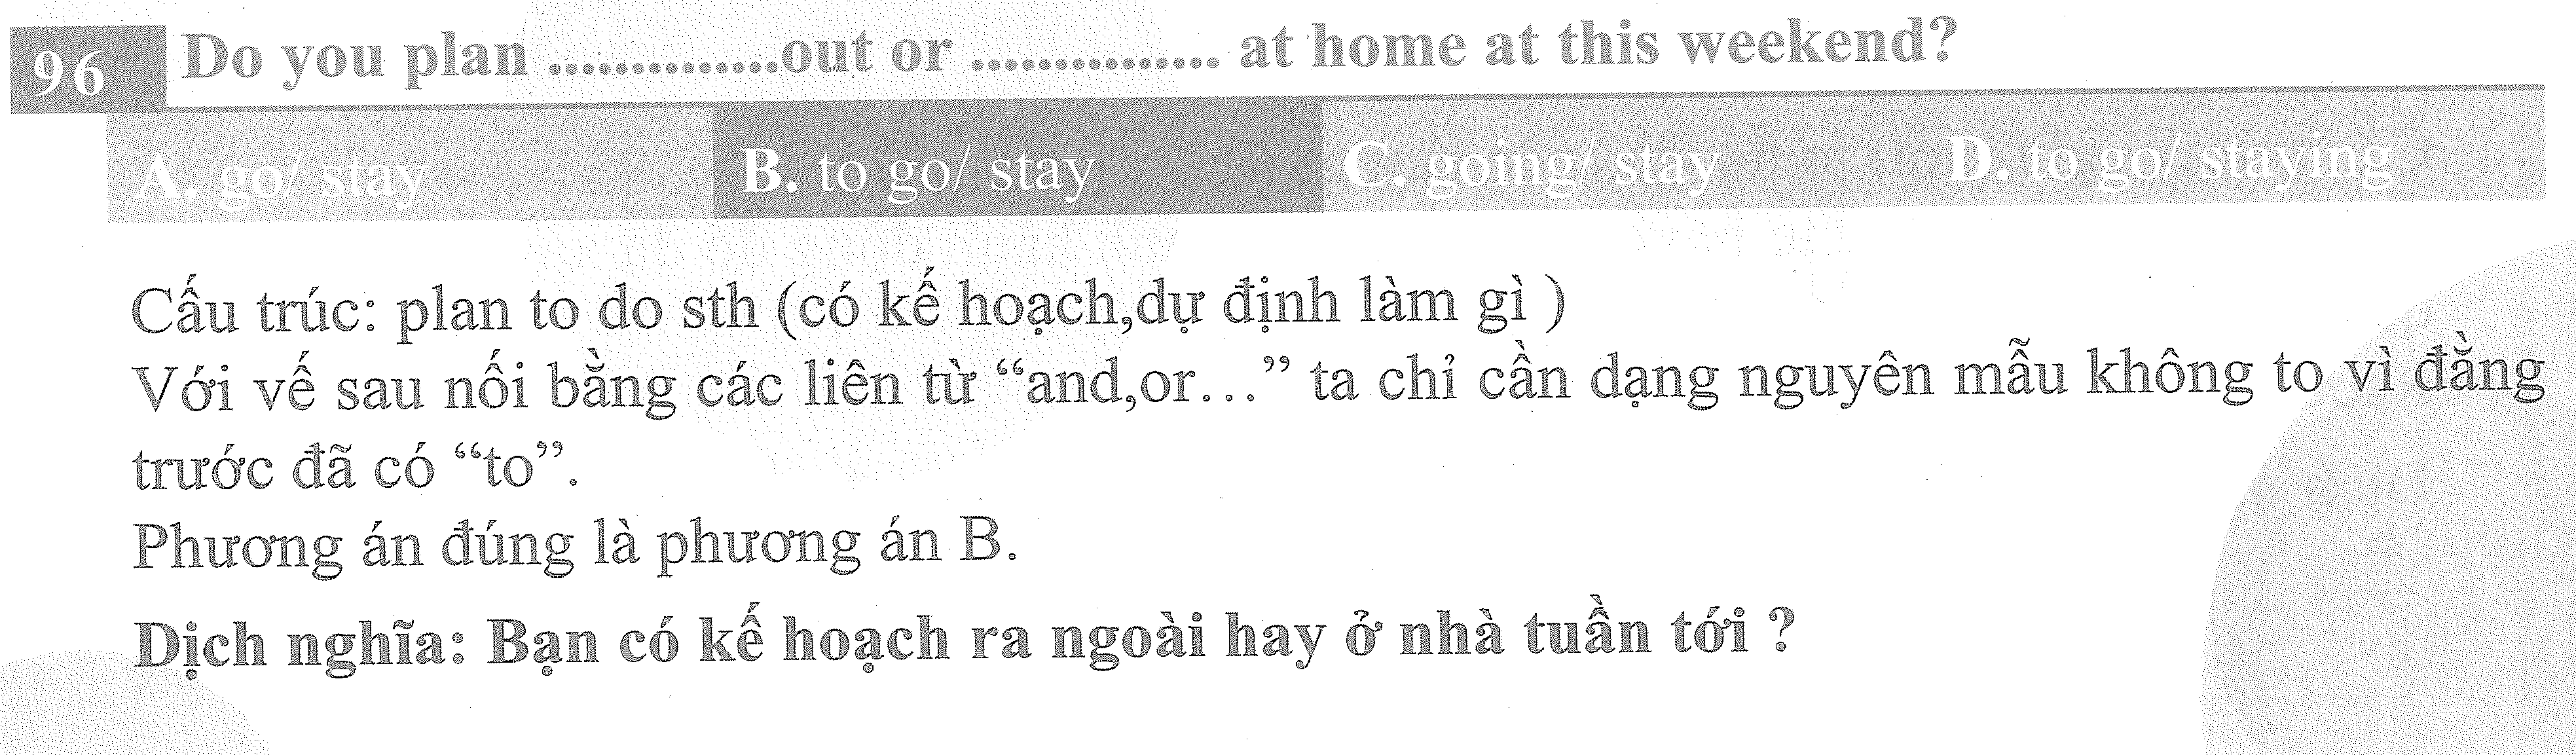 96 Do you plan .............out or .............. at home at this weekend?
A. go/ stay B. to go/ stay C. going/ stay D. to go/ staying
Cấu trúc: plan to do sth (có kế hoạch,dự định làm gì )
Với vế sau nối bằng các liên từ “and,or…” ta chỉ cần dạng nguyên mẫu không to vì đằng
trước đã có “to”.
Phương án đúng là phương án B.
Dịch nghĩa: Bạn có kế hoạch ra ngoài hay ở nhà tuần tới ?